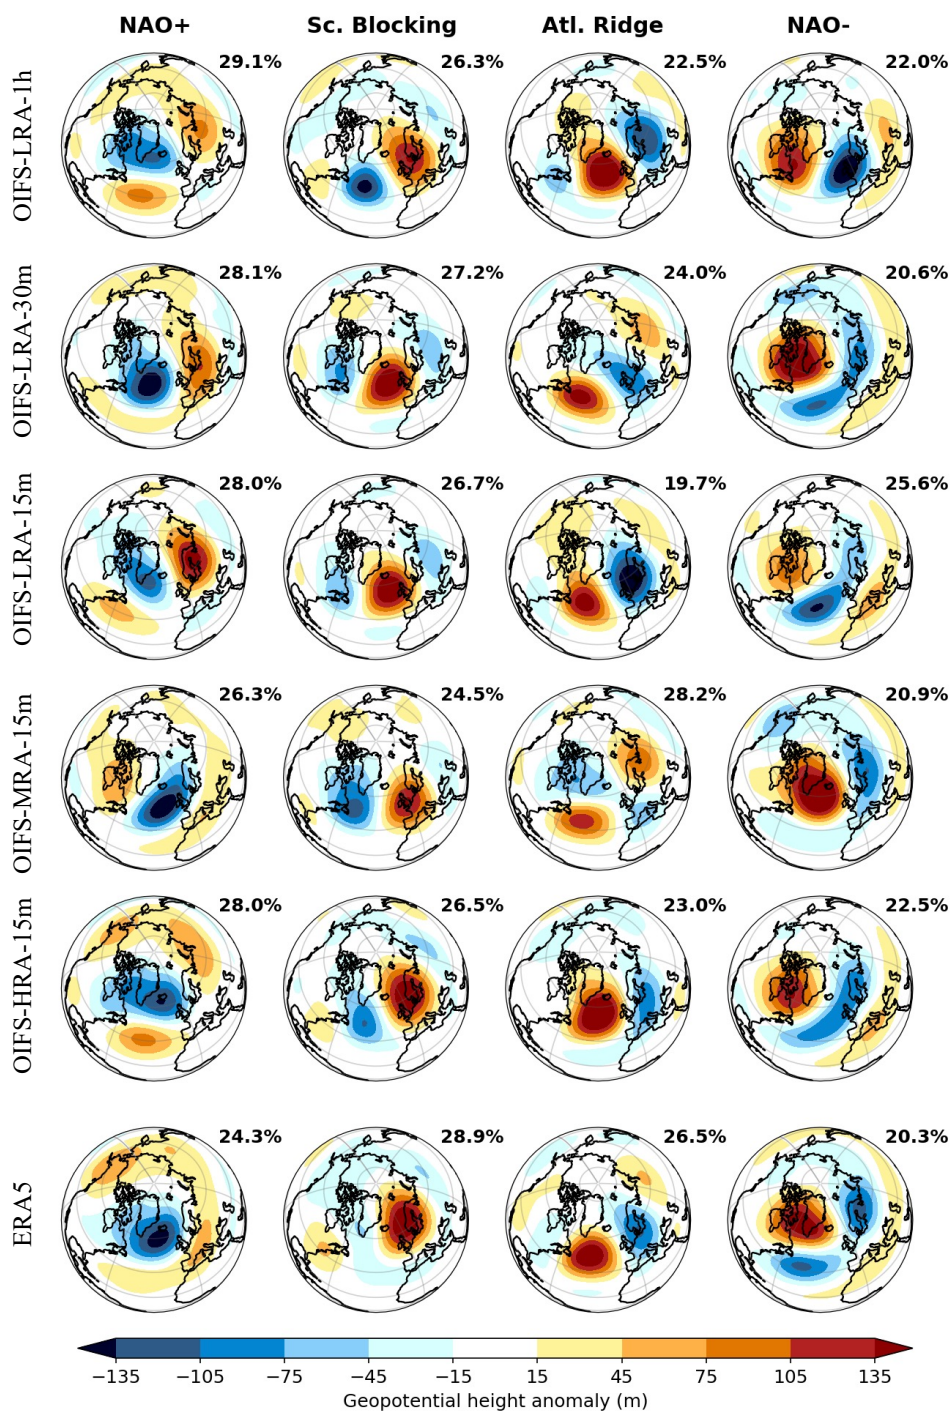 NAO+ Sc. Blocking Atl. Ridge NAO-
OIFS-LRA-1h 29.1% 26.3% 22.5% 22.0%
OIFS-LRA-30m 28.1% 27.2% 24.0% 20.6%
OIFS-LRA-15m 28.0% 26.7% 19.7% 25.6%
OIFS-MRA-15m 26.3% 24.5% 28.2% 20.9%
OIFS-HRA-15m 28.0% 26.5% 23.0% 22.5%
ERA5 24.3% 28.9% 26.5% 20.3%
−135 −105 −75 −45 −15 15 45 75 105 135
Geopotential height anomaly (m)